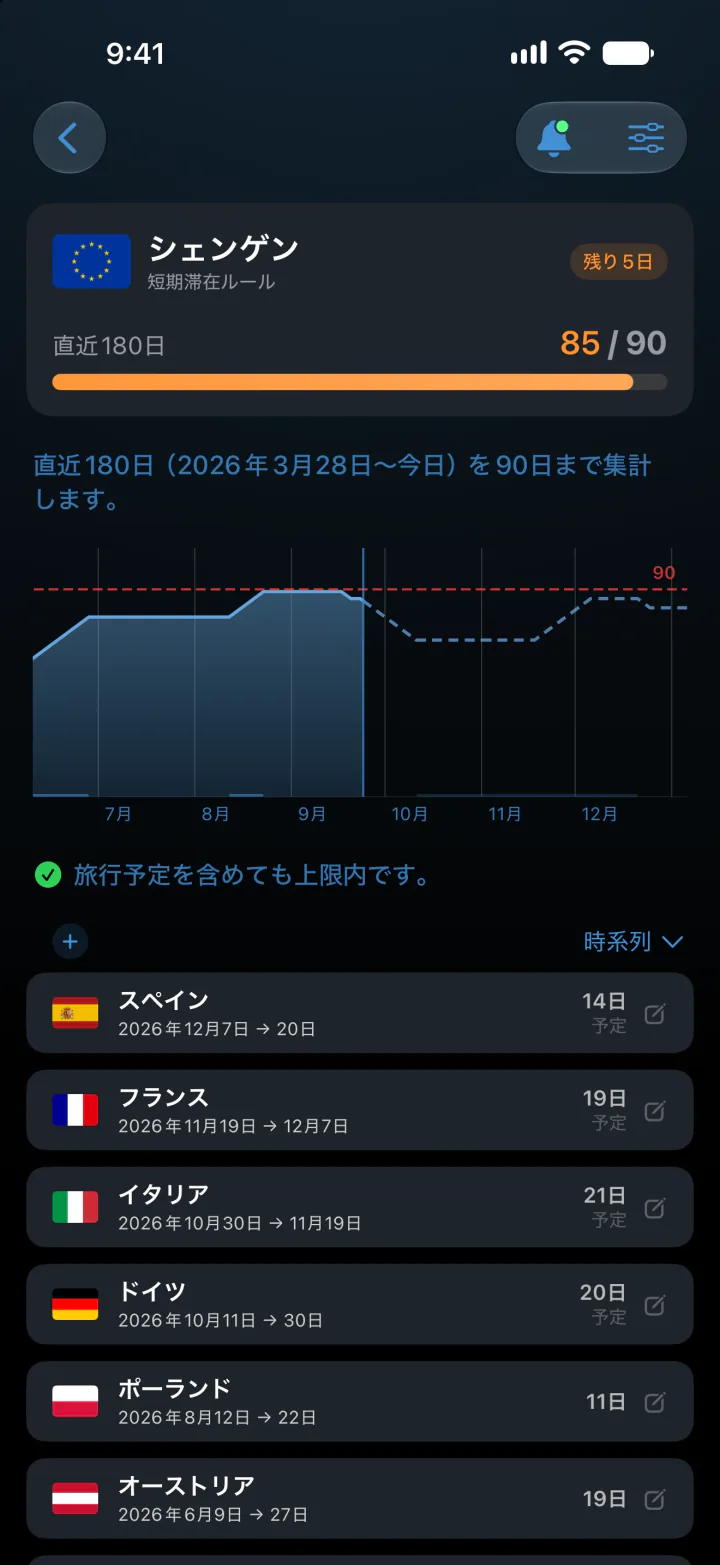 9:41
シェンゲン
短期滞在ルール
残り5日
直近180日
85 / 90
直近180日（2026年3月28日〜今日）を90日まで集計
します。
90
7月
8月
9月
10月
11月
12月
旅行予定を含めても上限内です。
時系列
スペイン
2026年12月7日 → 20日
14日
予定
フランス
2026年11月19日 → 12月7日
19日
予定
イタリア
2026年10月30日 → 11月19日
21日
予定
ドイツ
2026年10月11日 → 30日
20日
予定
ポーランド
2026年8月12日 → 22日
11日
オーストリア
2026年6月9日 → 27日
19日